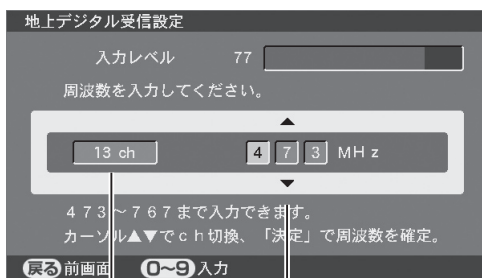 地上デジタル受信設定
入力レベル 77
周波数を入力してください。
13 ch 4 7 3 MHz
473～767まで入力できます。
カーソル▲▼でch切換、「決定」で周波数を確定。
戻る 前画面 0～9 入力